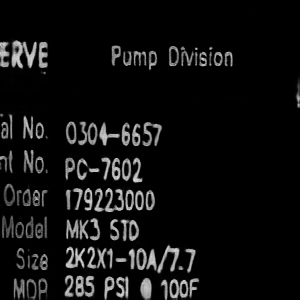 ERVE Pump Division
al No. 0304-6657
nt No. PC-7602
Order 179223000
Model MK3 STD
Size 2K2X1-10A/7.7
MDP 285 PSI @ 100F